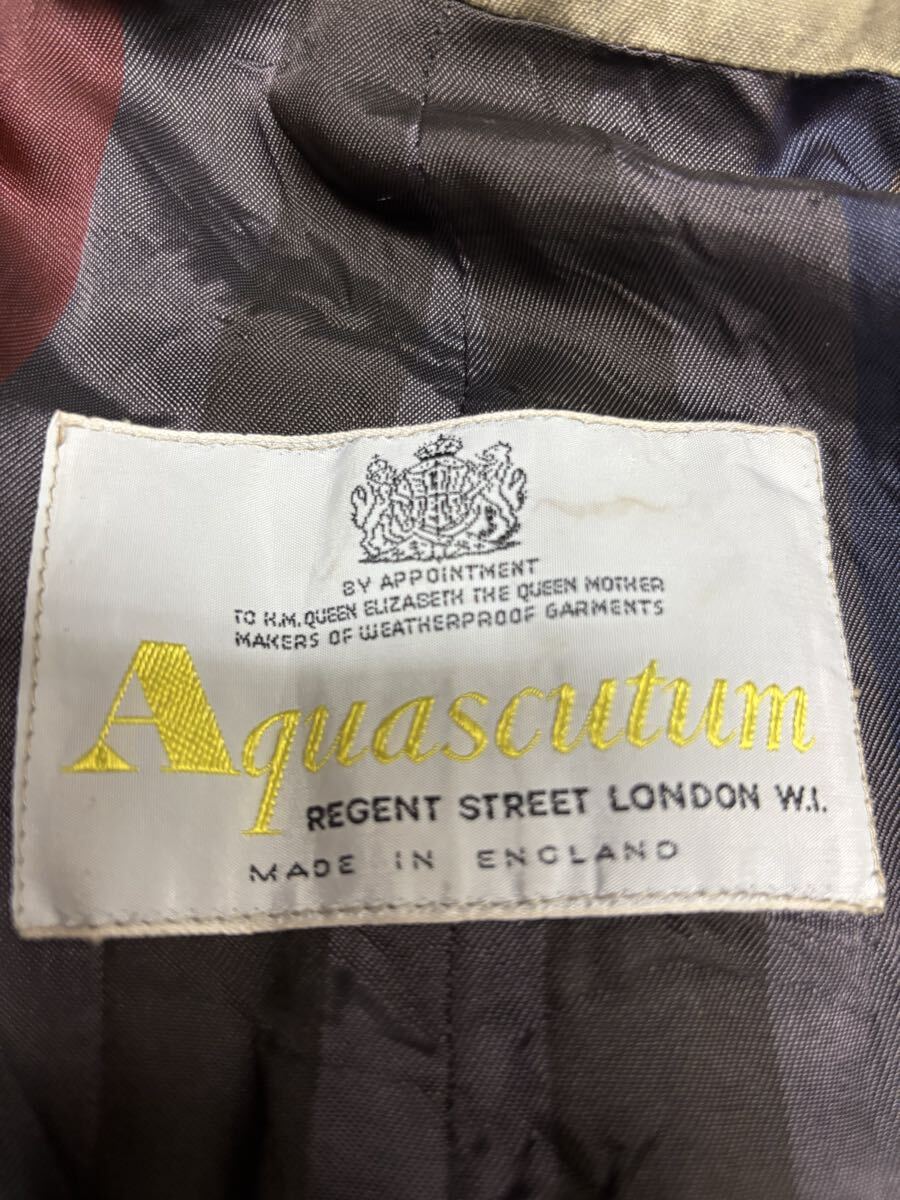 BY APPOINTMENT
TO H.M. QUEEN ELIZABETH THE QUEEN MOTHER
MAKERS OF WEATHERPROOF GARMENTS
Aquascutum
REGENT STREET LONDON W.1.
MADE IN ENGLAND